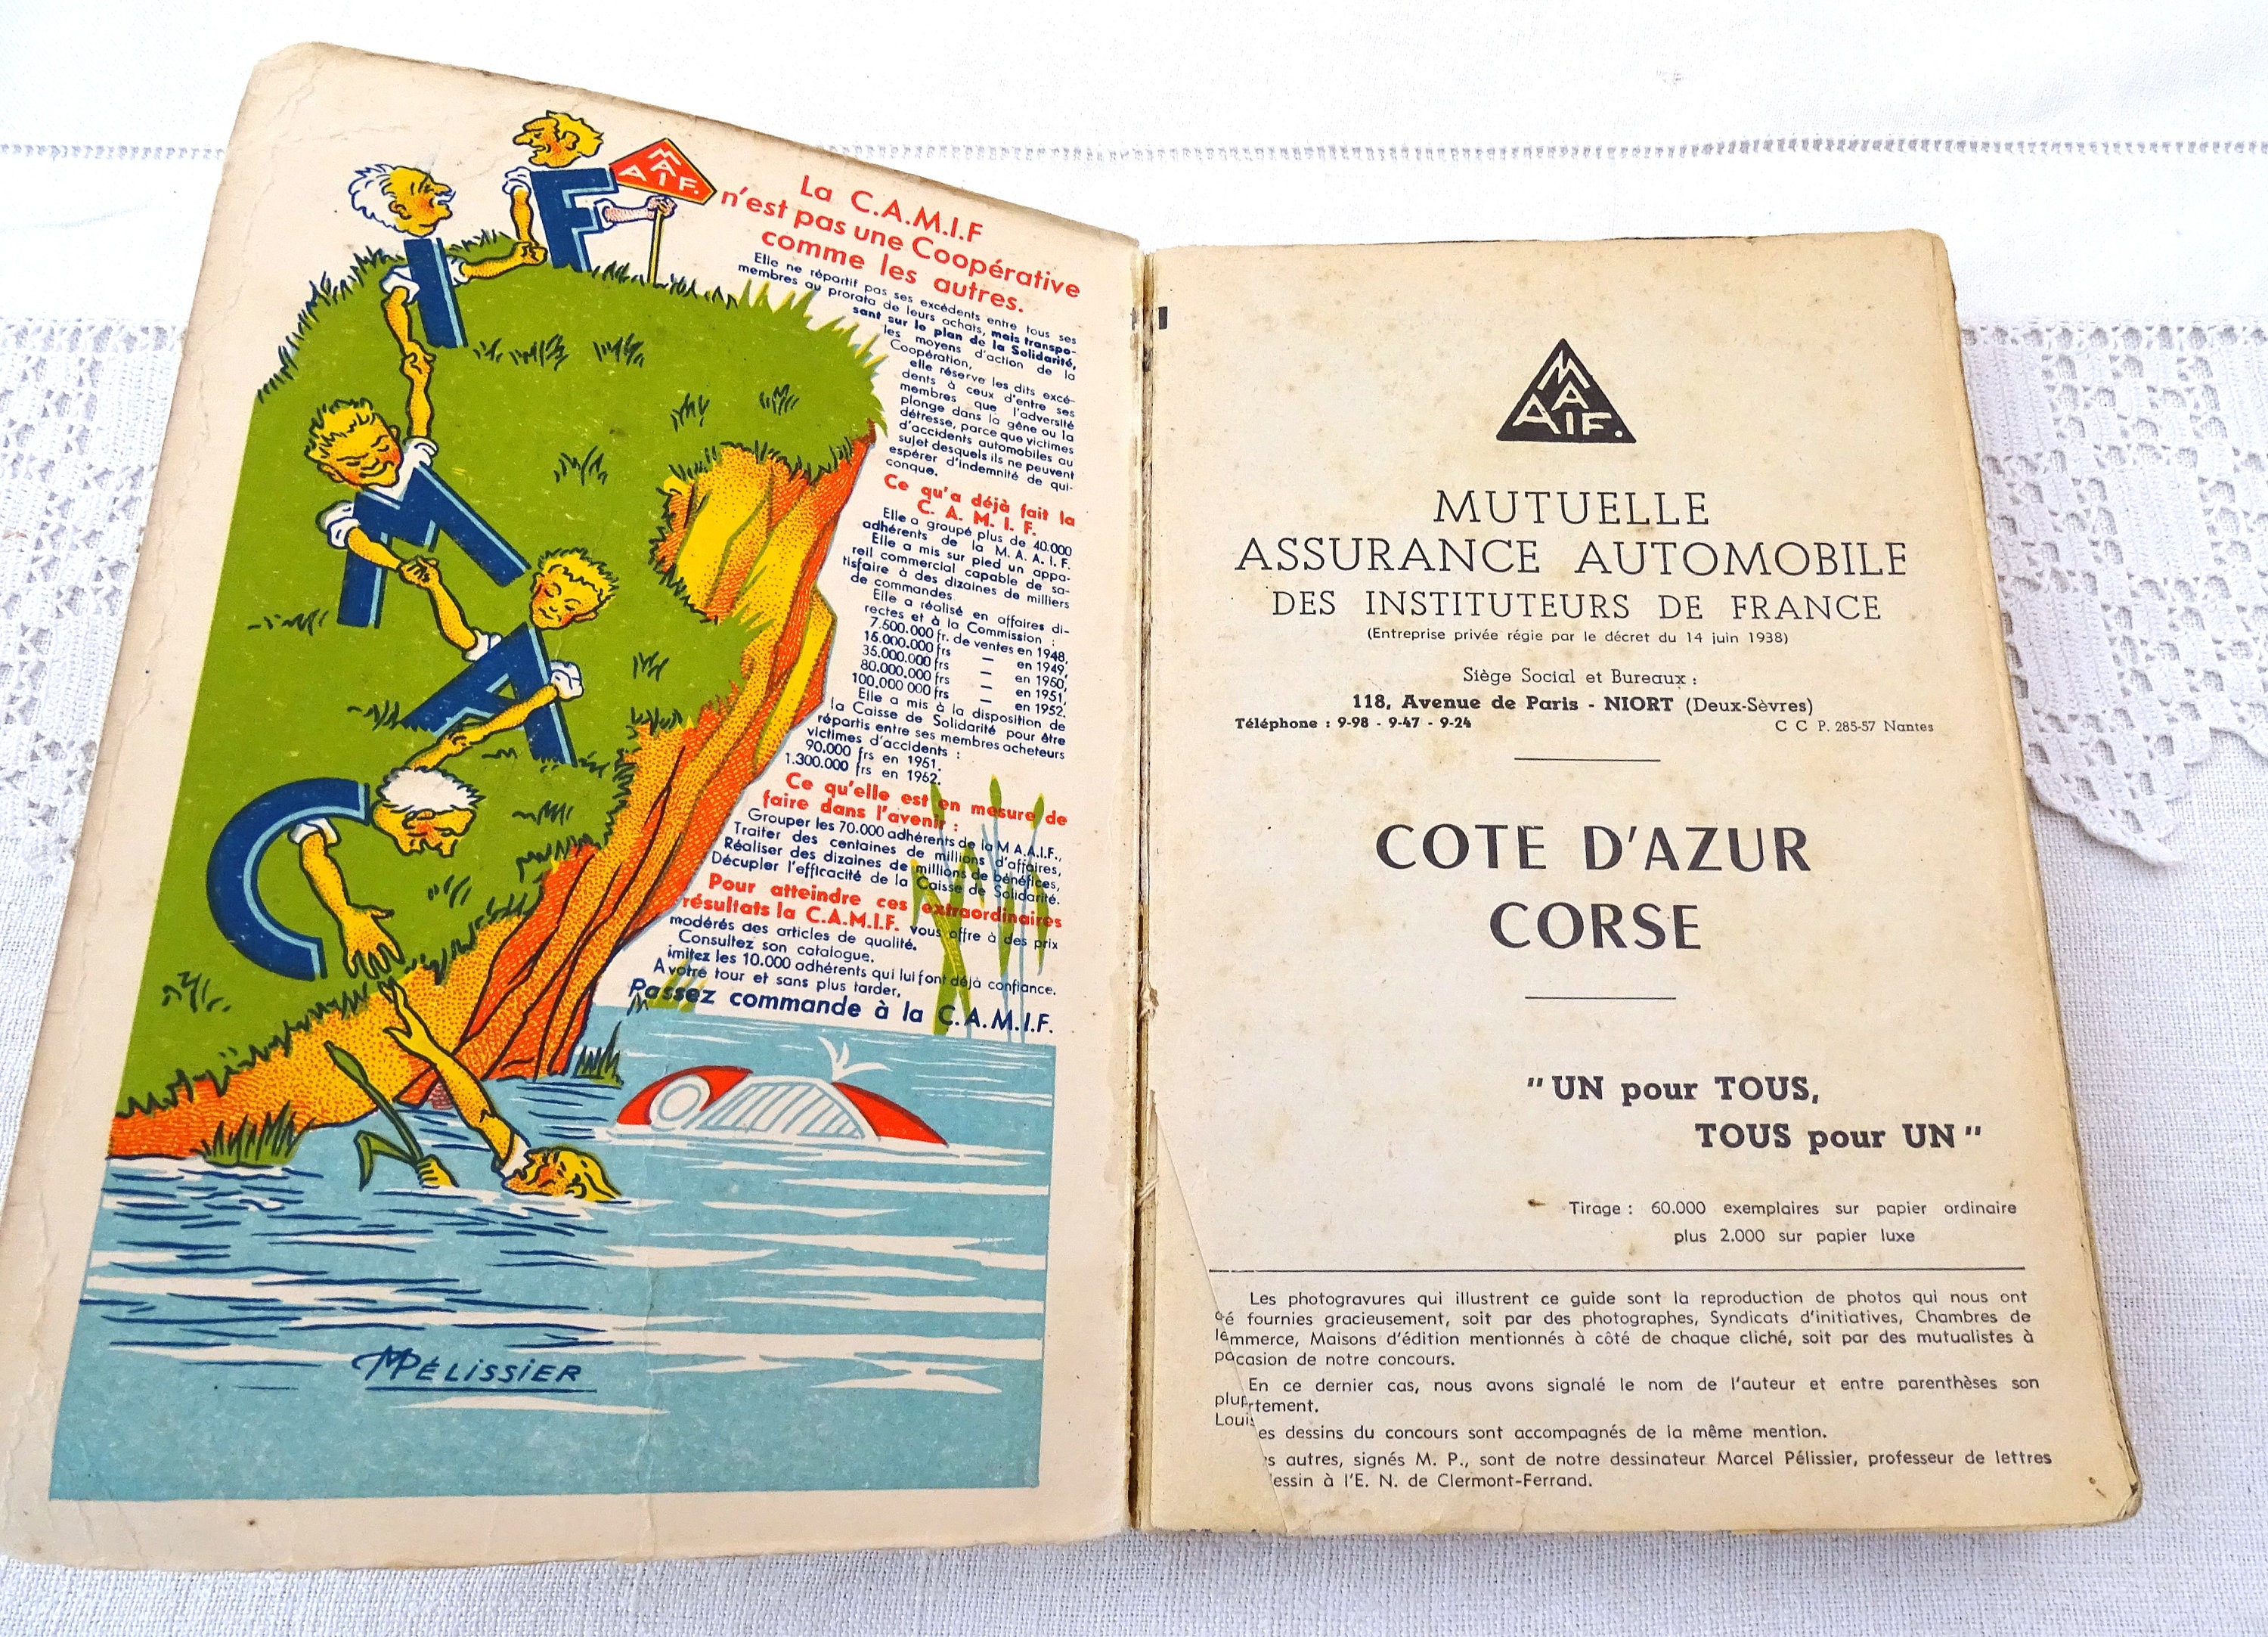 C
A
M
I
F
M
A
A I F.
La C.A.M.I.F
n'est pas une Coopérative
comme les autres.
Elle ne répartit pas ses excédents entre tous ses
membres au prorata de leurs achats, mais transpo-
sant sur le plan de la Solidarité,
les moyens d'action de la
Coopération,
elle réserve les dits excé-
dents à ceux d'entre ses
membres que l'adversité
plonge dans la gêne ou la
détresse, parce que victimes
d'accidents automobiles au
sujet desquels ils ne peuvent
espérer d'indemnité de qui-
conque.
Ce qu'a déjà fait la
C. A. M. I. F.
Elle a groupé plus de 40.000
adhérents de la M. A. A. I. F.
Elle a mis sur pied un appa-
reil commercial capable de sa-
tisfaire à des dizaines de milliers
de commandes.
Elle a réalisé en affaires di-
rectes et à la Commission :
7.500.000 fr. de ventes en 1948,
16.000.000 frs — en 1949,
35.000.000 frs — en 1950,
80.000.000 frs — en 1951,
100.000 000 frs — en 1952.
Elle a mis à la disposition de
la Caisse de Solidarité pour être
répartis entre ses membres acheteurs
victimes d'accidents :
90.000 frs en 1951.
1.300.000 frs en 1952.
Ce qu'elle est en mesure de
faire dans l'avenir :
Grouper les 70.000 adhérents de la M A.A.I.F.,
Traiter des centaines de millions d'affaires,
Réaliser des dizaines de millions de bénéfices,
Décupler l'efficacité de la Caisse de Solidarité.
Pour atteindre ces extraordinaires
résultats la C.A.M.I.F. vous offre à des prix
modérés des articles de qualité.
Consultez son catalogue.
imitez les 10.000 adhérents qui lui font déjà confiance.
A votre tour et sans plus tarder,
Passez commande à la C.A.M.I.F.
MPÉLISSIER
M
A
AIF.
MUTUELLE
ASSURANCE AUTOMOBILE
DES INSTITUTEURS DE FRANCE
(Entreprise privée régie par le décret du 14 juin 1938)
Siège Social et Bureaux :
118, Avenue de Paris - NIORT (Deux-Sèvres)
Téléphone : 9-98 - 9-47 - 9-24 C C P. 285-57 Nantes
COTE D'AZUR
CORSE
"UN pour TOUS,
TOUS pour UN"
Tirage : 60.000 exemplaires sur papier ordinaire
plus 2.000 sur papier luxe
Les photogravures qui illustrent ce guide sont la reproduction de photos qui nous ont
é fournies gracieusement, soit par des photographes, Syndicats d'initiatives, Chambres de
mmerce, Maisons d'édition mentionnés à côté de chaque cliché, soit par des mutualistes à
casion de notre concours.
En ce dernier cas, nous avons signalé le nom de l'auteur et entre parenthèses son
plu rtement.
Loui
es dessins du concours sont accompagnés de la même mention.
s autres, signés M. P., sont de notre dessinateur Marcel Pélissier, professeur de lettres
essin à l'E. N. de Clermont-Ferrand.